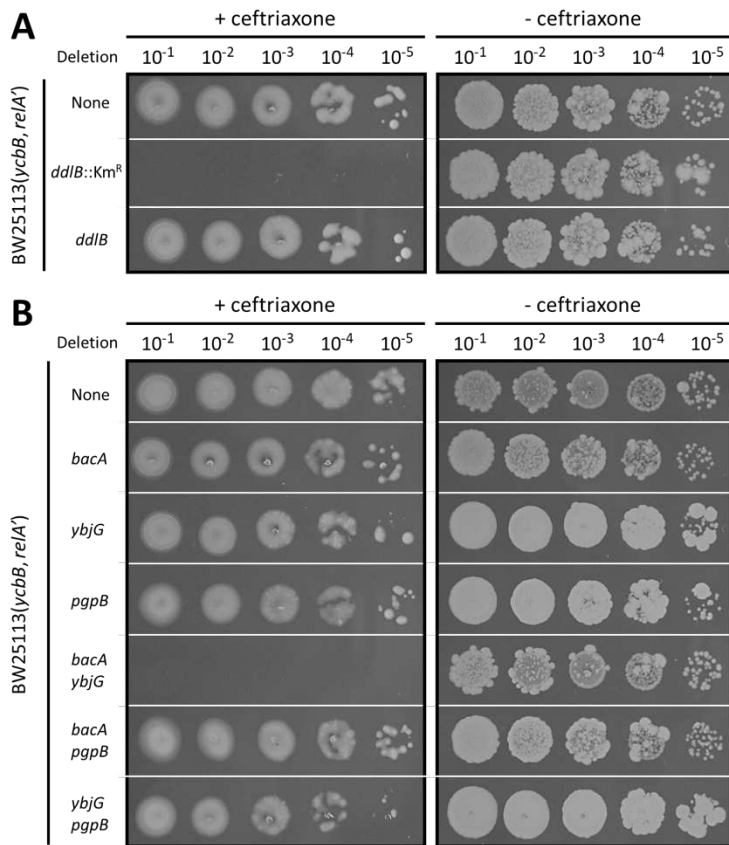 A
+ ceftriaxone - ceftriaxone
Deletion 10⁻¹ 10⁻² 10⁻³ 10⁻⁴ 10⁻⁵ 10⁻¹ 10⁻² 10⁻³ 10⁻⁴ 10⁻⁵
BW25113(ycbB, relA’)
None
ddlB::Kmᴿ
ddlB
B
+ ceftriaxone - ceftriaxone
Deletion 10⁻¹ 10⁻² 10⁻³ 10⁻⁴ 10⁻⁵ 10⁻¹ 10⁻² 10⁻³ 10⁻⁴ 10⁻⁵
BW25113(ycbB, relA’)
None
bacA
ybjG
pgpB
bacA
ybjG
bacA
pgpB
ybjG
pgpB